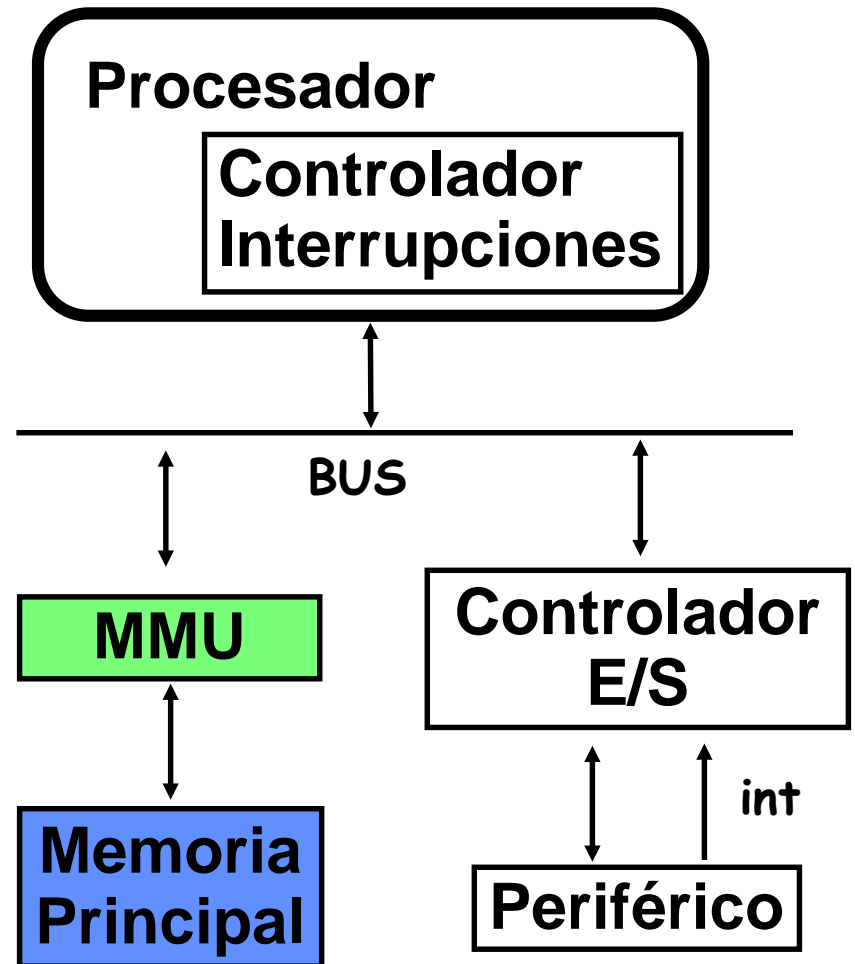 Procesador
Controlador
Interrupciones
BUS
MMU
Controlador
E/S
int
Memoria
Principal
Periférico